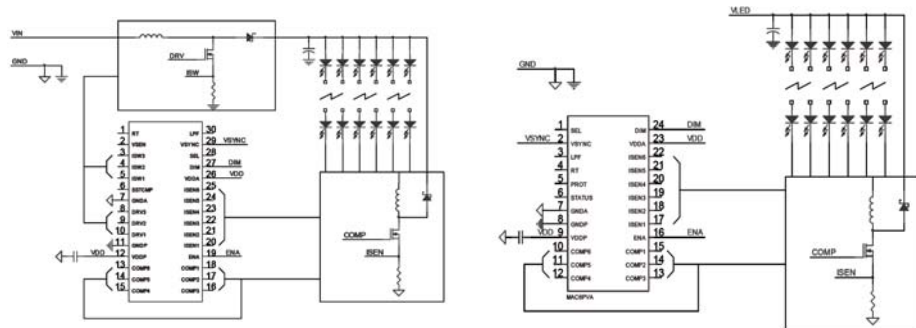 VIN
GND
DRV
ISW
1 RT LPF 30
2 VSEN VSYNC 29 VSYNC
3 ISW3 SEL 28
4 ISW2 DIM 27 DIM
5 ISW1 VDDA 26 VDD
6 SSTCMP ISEN6 25
7 GNDA ISEN5 24
8 DRV3 ISEN4 23
9 DRV2 ISEN3 22
10 DRV1 ISEN2 21
11 GNDP ISEN1 20
VDD 12 VDDP ENA 19 ENA
13 COMP6 COMP1 18
14 COMP5 COMP2 17
15 COMP4 COMP3 16
COMP
ISEN
VLED
GND
1 SEL DIM 24 DIM
VSYNC 2 VSYNC VDDA 23 VDD
3 LPF ISEN6 22
4 RT ISEN5 21
5 PROT ISEN4 20
6 STATUS ISEN3 19
7 GNDA ISEN2 18
8 GNDP ISEN1 17
VDD 9 VDDP ENA 16 ENA
10 COMP6 COMP1 15
11 COMP5 COMP2 14
12 COMP4 COMP3 13
MAC6PVA
COMP
ISEN